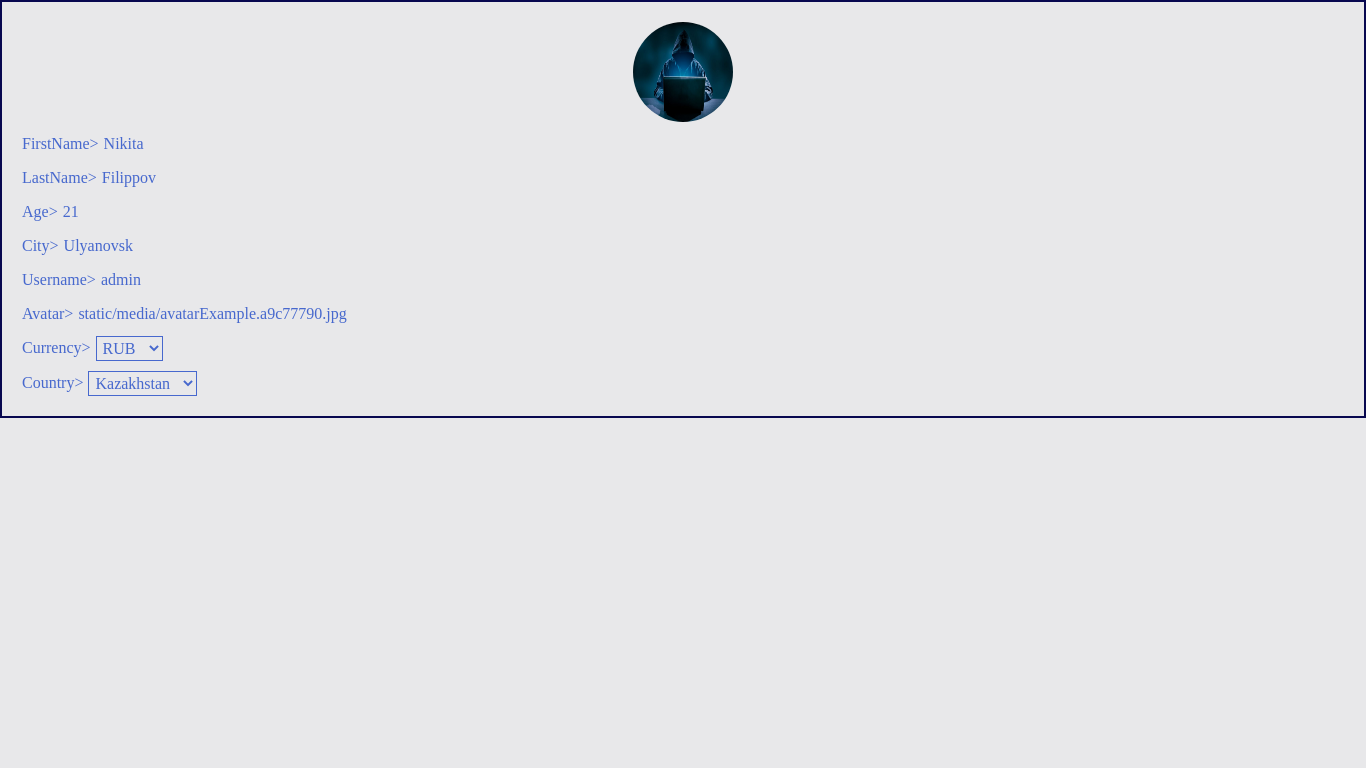 FirstName> Nikita
LastName> Filippov
Age> 21
City> Ulyanovsk
Username> admin
Avatar> static/media/avatarExample.a9c77790.jpg
Currency> RUB
Country> Kazakhstan